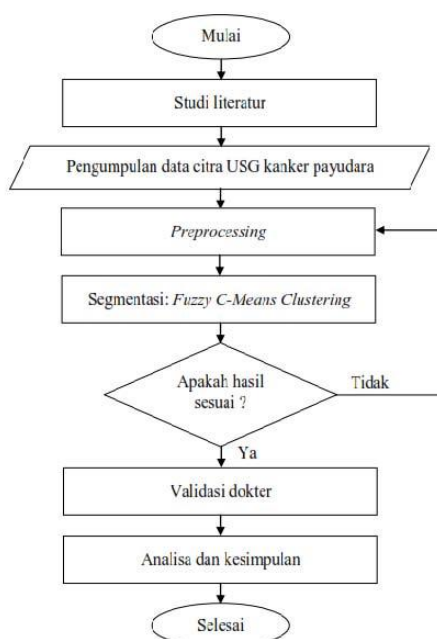 Mulai
Studi literatur
Pengumpulan data citra USG kanker payudara
Preprocessing
Segmentasi: Fuzzy C-Means Clustering
Apakah hasil
sesuai ?
Tidak
Ya
Validasi dokter
Analisa dan kesimpulan
Selesai